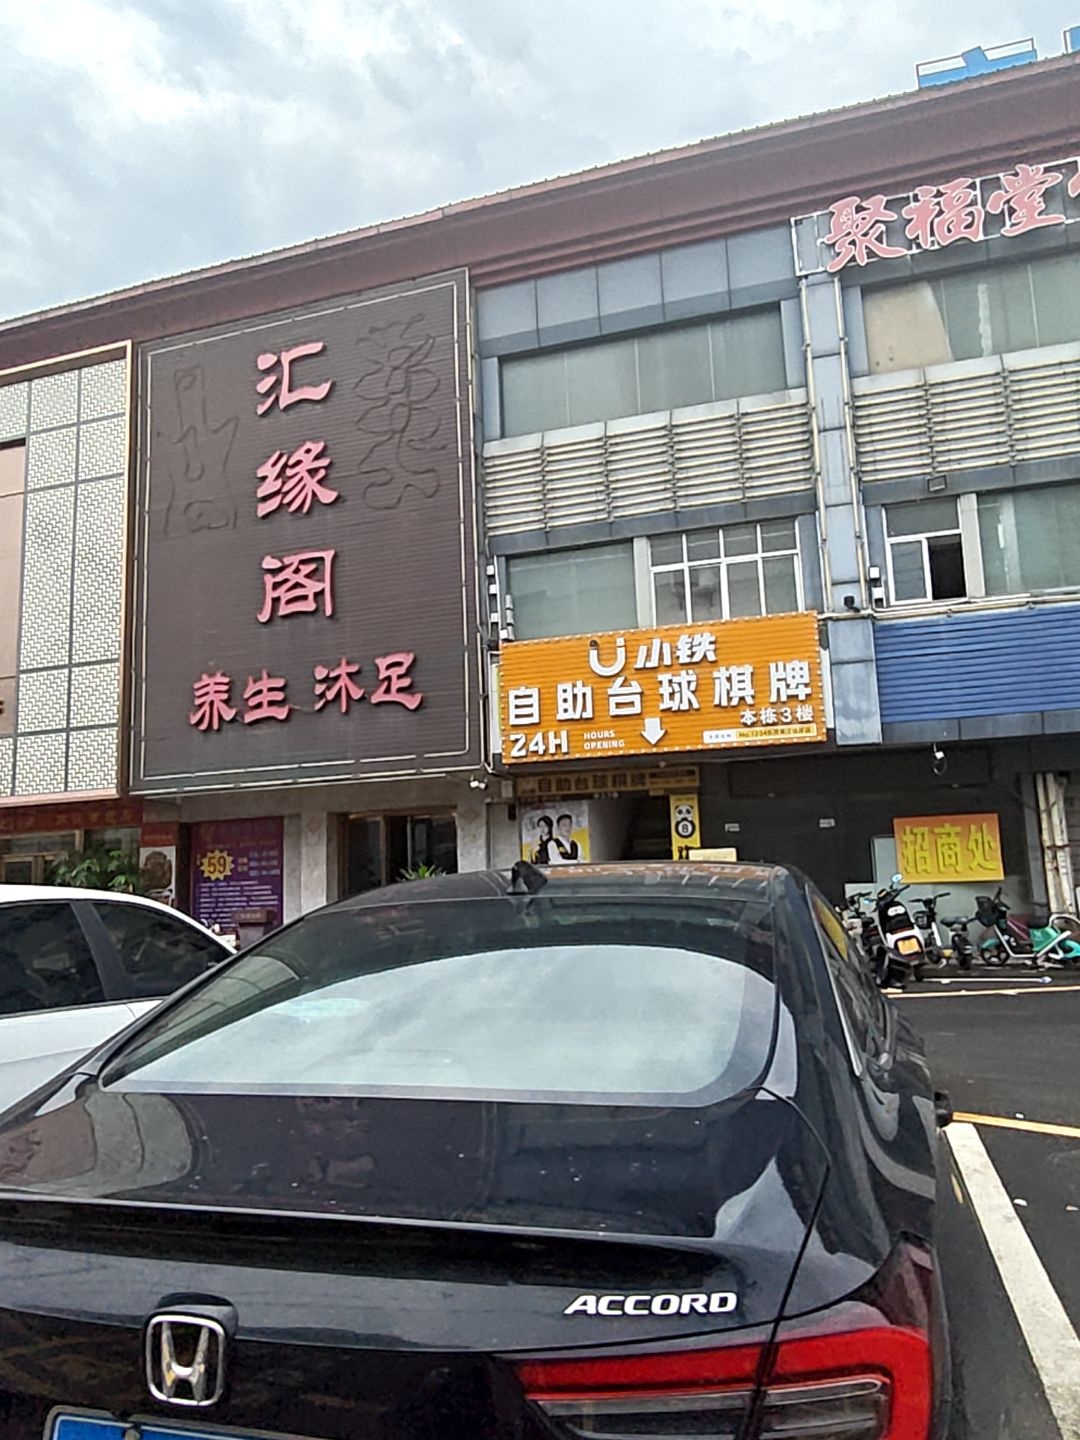 聚福堂
汇缘阁
养生 沐足
小铁
自助台球棋牌
本栋3楼
24H HOURS OPENING
自助台球棋牌
59
8
招商处
ACCORD